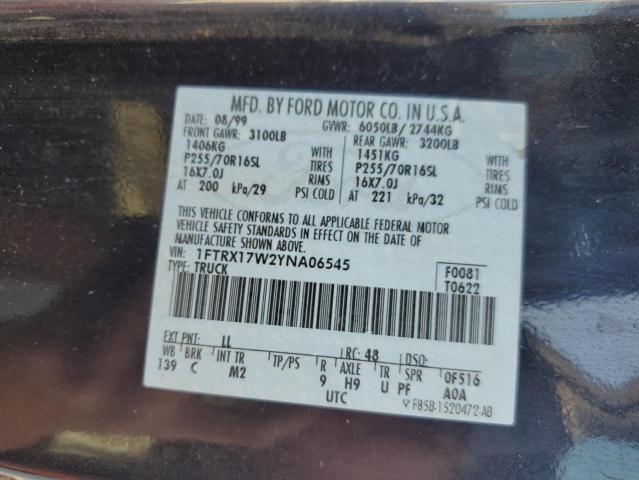 MFD. BY FORD MOTOR CO. IN U.S.A.
DATE: 08/99 GVWR: 6050LB/ 2744KG
FRONT GAWR: 3100LB REAR GAWR: 3200LB
1406KG WITH 1451KG WITH
P255/70R16SL TIRES P255/70R16SL TIRES
16X7.0J RIMS 16X7.0J RIMS
AT 200 kPa/29 PSI COLD AT 221 kPa/32 PSI COLD
THIS VEHICLE CONFORMS TO ALL APPLICABLE FEDERAL MOTOR
VEHICLE SAFETY STANDARDS IN EFFECT ON THE DATE OF
MANUFACTURE SHOWN ABOVE.
VIN: 1FTRX17W2YNA06545 F0081
TYPE: TRUCK T0622
EXT PNT: LL RC: 48 DSO:
WB BRK INT TR TP/PS R AXLE TR SPR 0F516
139 C M2 9 H9 U PF A0A
UTC F85B-1520472-AB